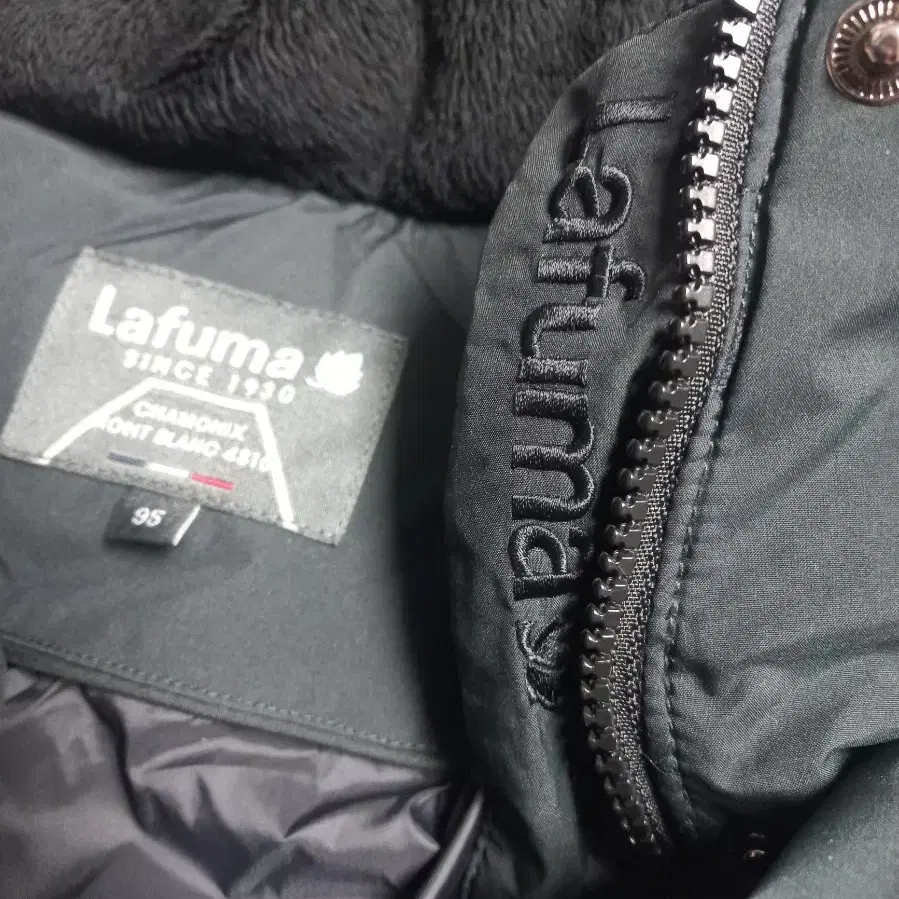 Lafuma
SINCE 1930
CHAMONIX
MONT BLANC 4810
95
Lafuma